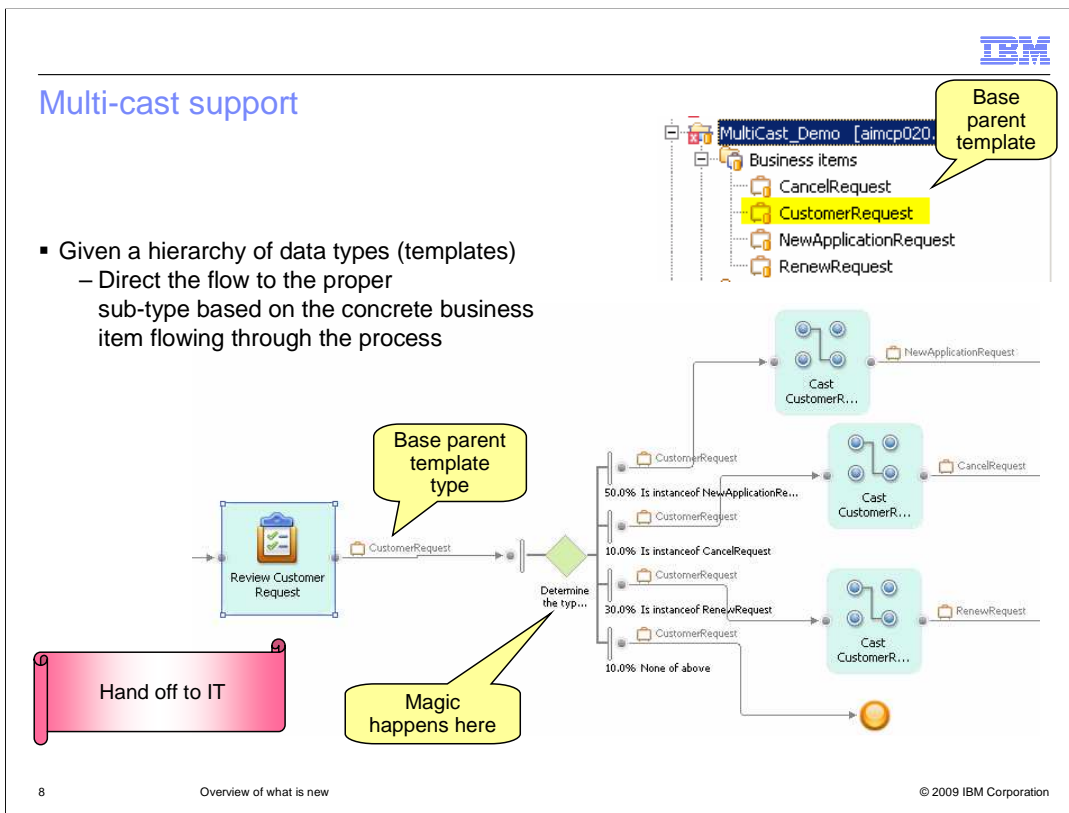 IBM
Multi-cast support
Base
parent
template
MultiCast_Demo [aimcp020.
Business items
CancelRequest
CustomerRequest
NewApplicationRequest
RenewRequest
▪ Given a hierarchy of data types (templates)
– Direct the flow to the proper
sub-type based on the concrete business
item flowing through the process
NewApplicationRequest
Cast
CustomerR...
Base parent
template
type
CustomerRequest
50.0% Is instanceof NewApplicationRe...
CancelRequest
Cast
CustomerR...
CustomerRequest
10.0% Is instanceof CancelRequest
CustomerRequest
Review Customer
Request
Determine
the typ...
CustomerRequest
30.0% Is instanceof RenewRequest
RenewRequest
Cast
CustomerR...
CustomerRequest
10.0% None of above
Hand off to IT
Magic
happens here
8
Overview of what is new
© 2009 IBM Corporation